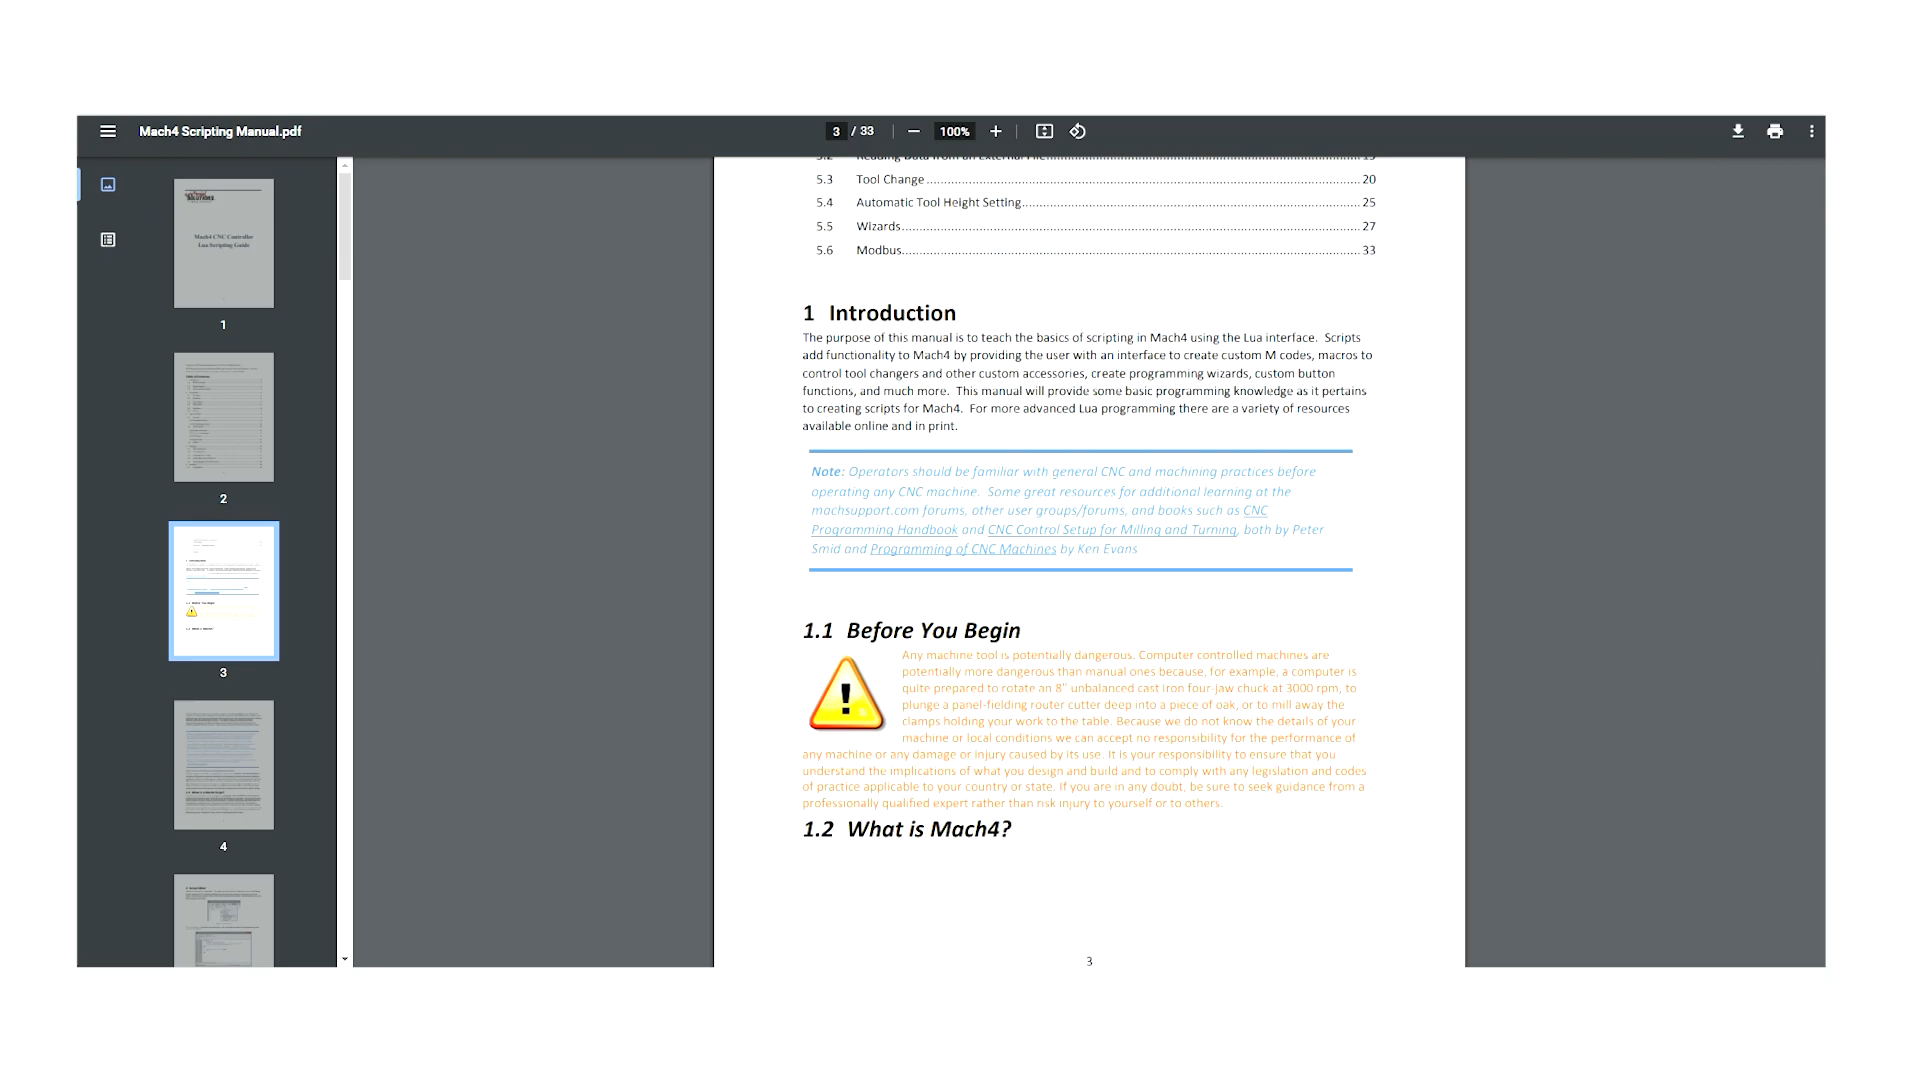 Mach4 Scripting Manual.pdf
3 / 33
100%
1
Mach4 CNC Controller
Lua Scripting Guide
2
3
4
5.2 Reading Data from an External File 19
5.3 Tool Change 20
5.4 Automatic Tool Height Setting 25
5.5 Wizards 27
5.6 Modbus 33
1 Introduction
The purpose of this manual is to teach the basics of scripting in Mach4 using the Lua interface. Scripts
add functionality to Mach4 by providing the user with an interface to create custom M codes, macros to
control tool changers and other custom accessories, create programming wizards, custom button
functions, and much more. This manual will provide some basic programming knowledge as it pertains
to creating scripts for Mach4. For more advanced Lua programming there are a variety of resources
available online and in print.
Note: Operators should be familiar with general CNC and machining practices before
operating any CNC machine. Some great resources for additional learning at the
machsupport.com forums, other user groups/forums, and books such as CNC
Programming Handbook and CNC Control Setup for Milling and Turning, both by Peter
Smid and Programming of CNC Machines by Ken Evans
1.1 Before You Begin
Any machine tool is potentially dangerous. Computer controlled machines are
potentially more dangerous than manual ones because, for example, a computer is
quite prepared to rotate an 8" unbalanced cast iron four-jaw chuck at 3000 rpm, to
plunge a panel-fielding router cutter deep into a piece of oak, or to mill away the
clamps holding your work to the table. Because we do not know the details of your
machine or local conditions we can accept no responsibility for the performance of
any machine or any damage or injury caused by its use. It is your responsibility to ensure that you
understand the implications of what you design and build and to comply with any legislation and codes
of practice applicable to your country or state. If you are in any doubt, be sure to seek guidance from a
professionally qualified expert rather than risk injury to yourself or to others.
1.2 What is Mach4?
3